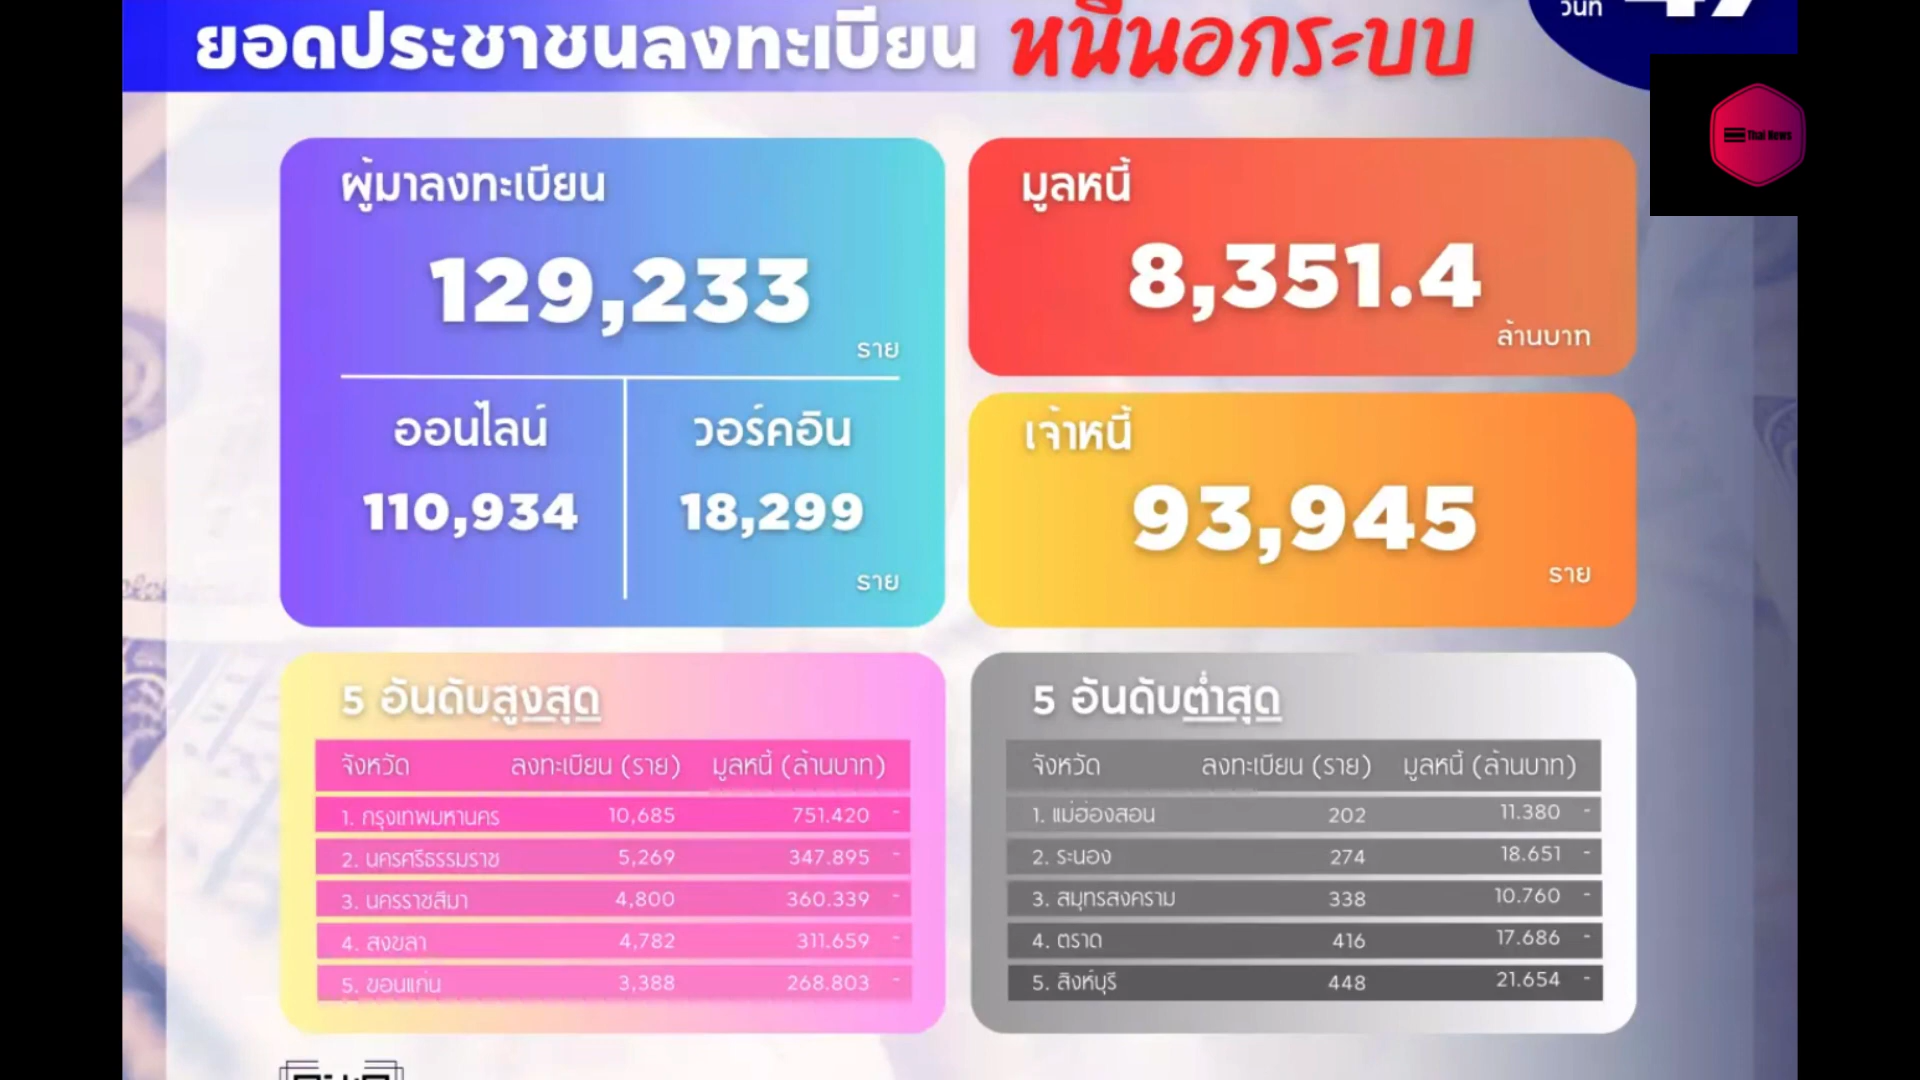 ยอดประชาชนลงทะเบียน หนี้นอกระบบ
วันที่
Thai News
ผู้มาลงทะเบียน
129,233
ราย
ออนไลน์ วอร์คอิน
110,934 18,299
ราย
มูลหนี้
8,351.4
ล้านบาท
เจ้าหนี้
93,945
ราย
5 อันดับสูงสุด
จังหวัด ลงทะเบียน (ราย) มูลหนี้ (ล้านบาท)
1. กรุงเทพมหานคร 10,685 751.420 -
2. นครศรีธรรมราช 5,269 347.895 -
3. นครราชสีมา 4,800 360.339 -
4. สงขลา 4,782 311.659 -
5. ขอนแก่น 3,388 268.803 -
5 อันดับต่ำสุด
จังหวัด ลงทะเบียน (ราย) มูลหนี้ (ล้านบาท)
1. แม่ฮ่องสอน 202 11.380 -
2. ระนอง 274 18.651 -
3. สมุทรสงคราม 338 10.760 -
4. ตราด 416 17.686 -
5. สิงห์บุรี 448 21.654 -